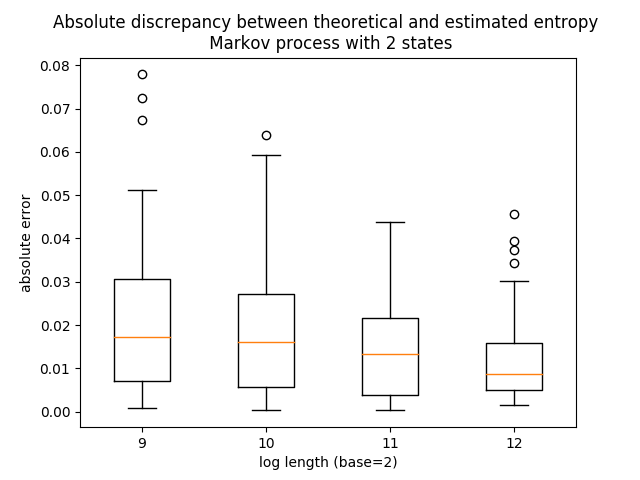 Absolute discrepancy between theoretical and estimated entropy
Markov process with 2 states
0.08
0.07
0.06
0.05
0.04
0.03
0.02
0.01
0.00
absolute error
9 10 11 12
log length (base=2)